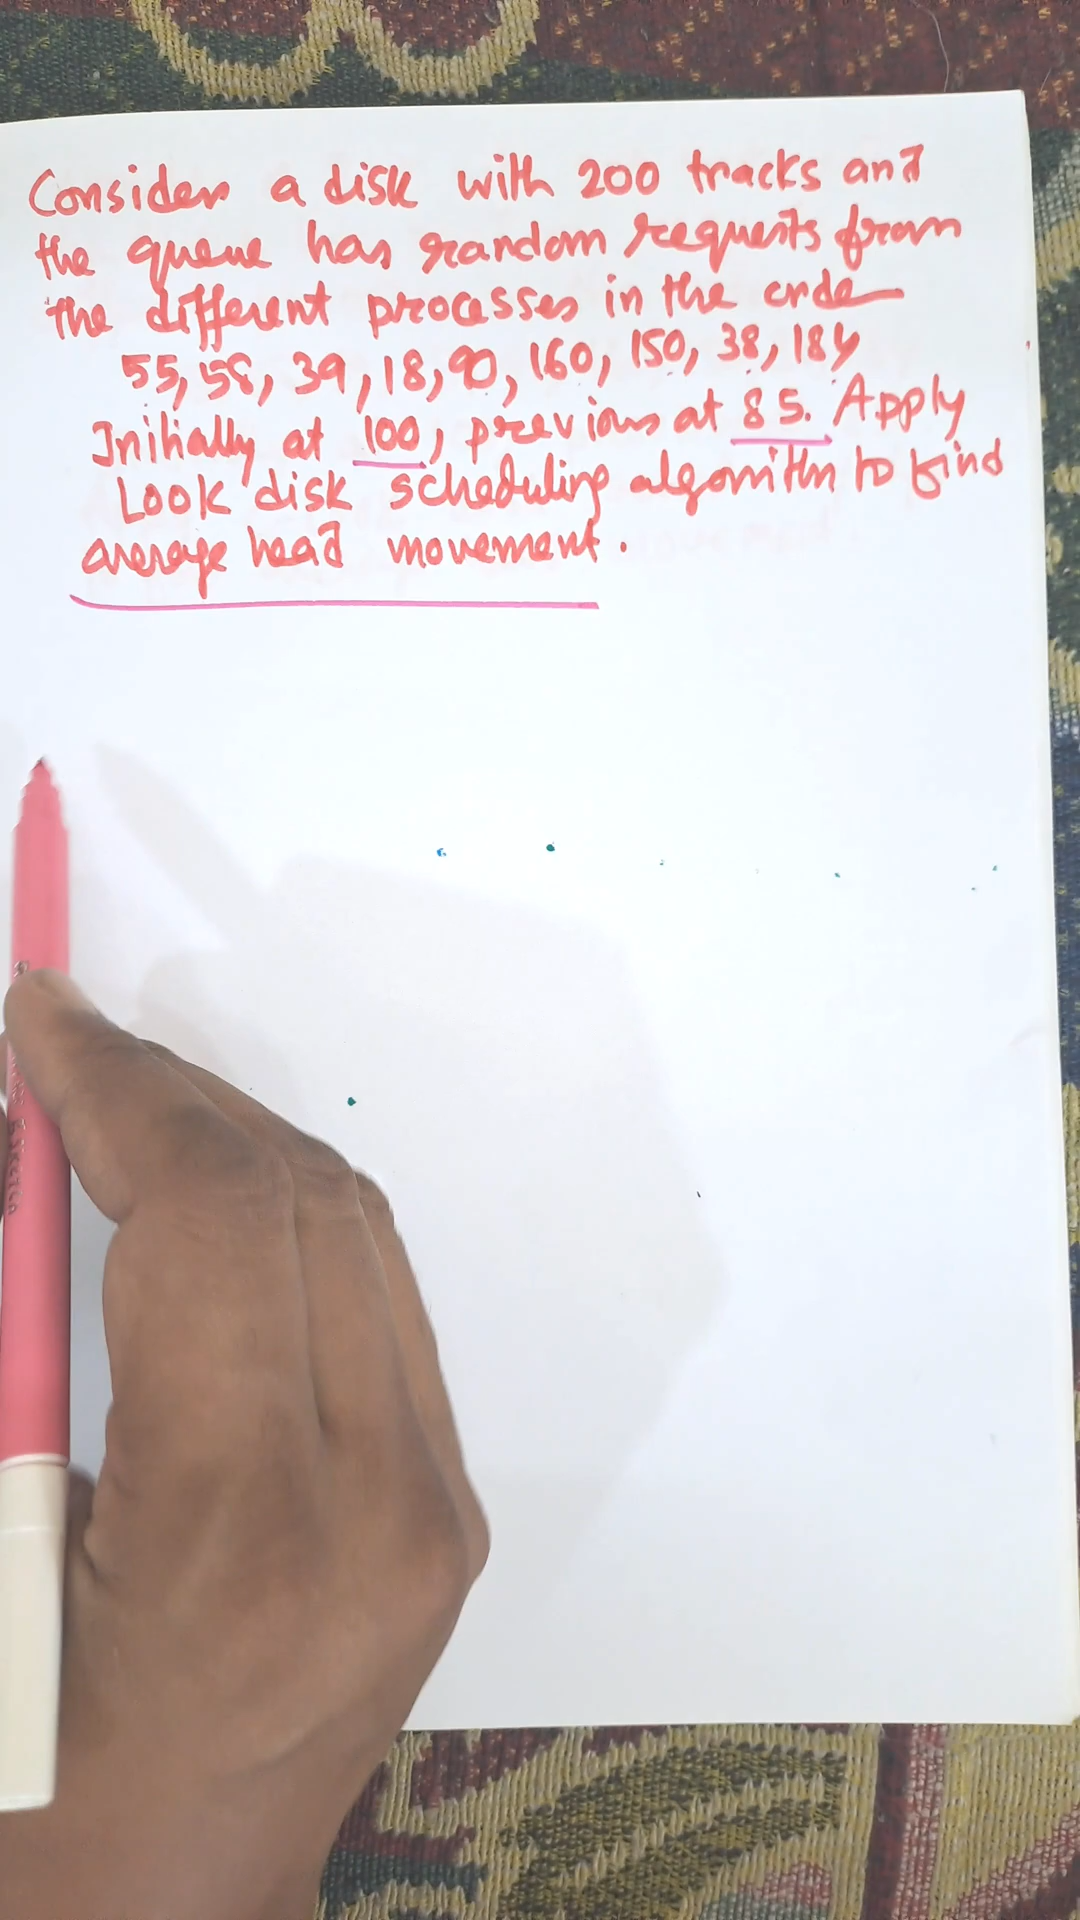 Consider a disk with 200 tracks and
the queue has random requests from
the different processes in the order
55, 58, 39, 18, 90, 160, 150, 38, 184
Initially at 100, previous at 85. Apply
Look disk scheduling algorithm to find
average head movement.